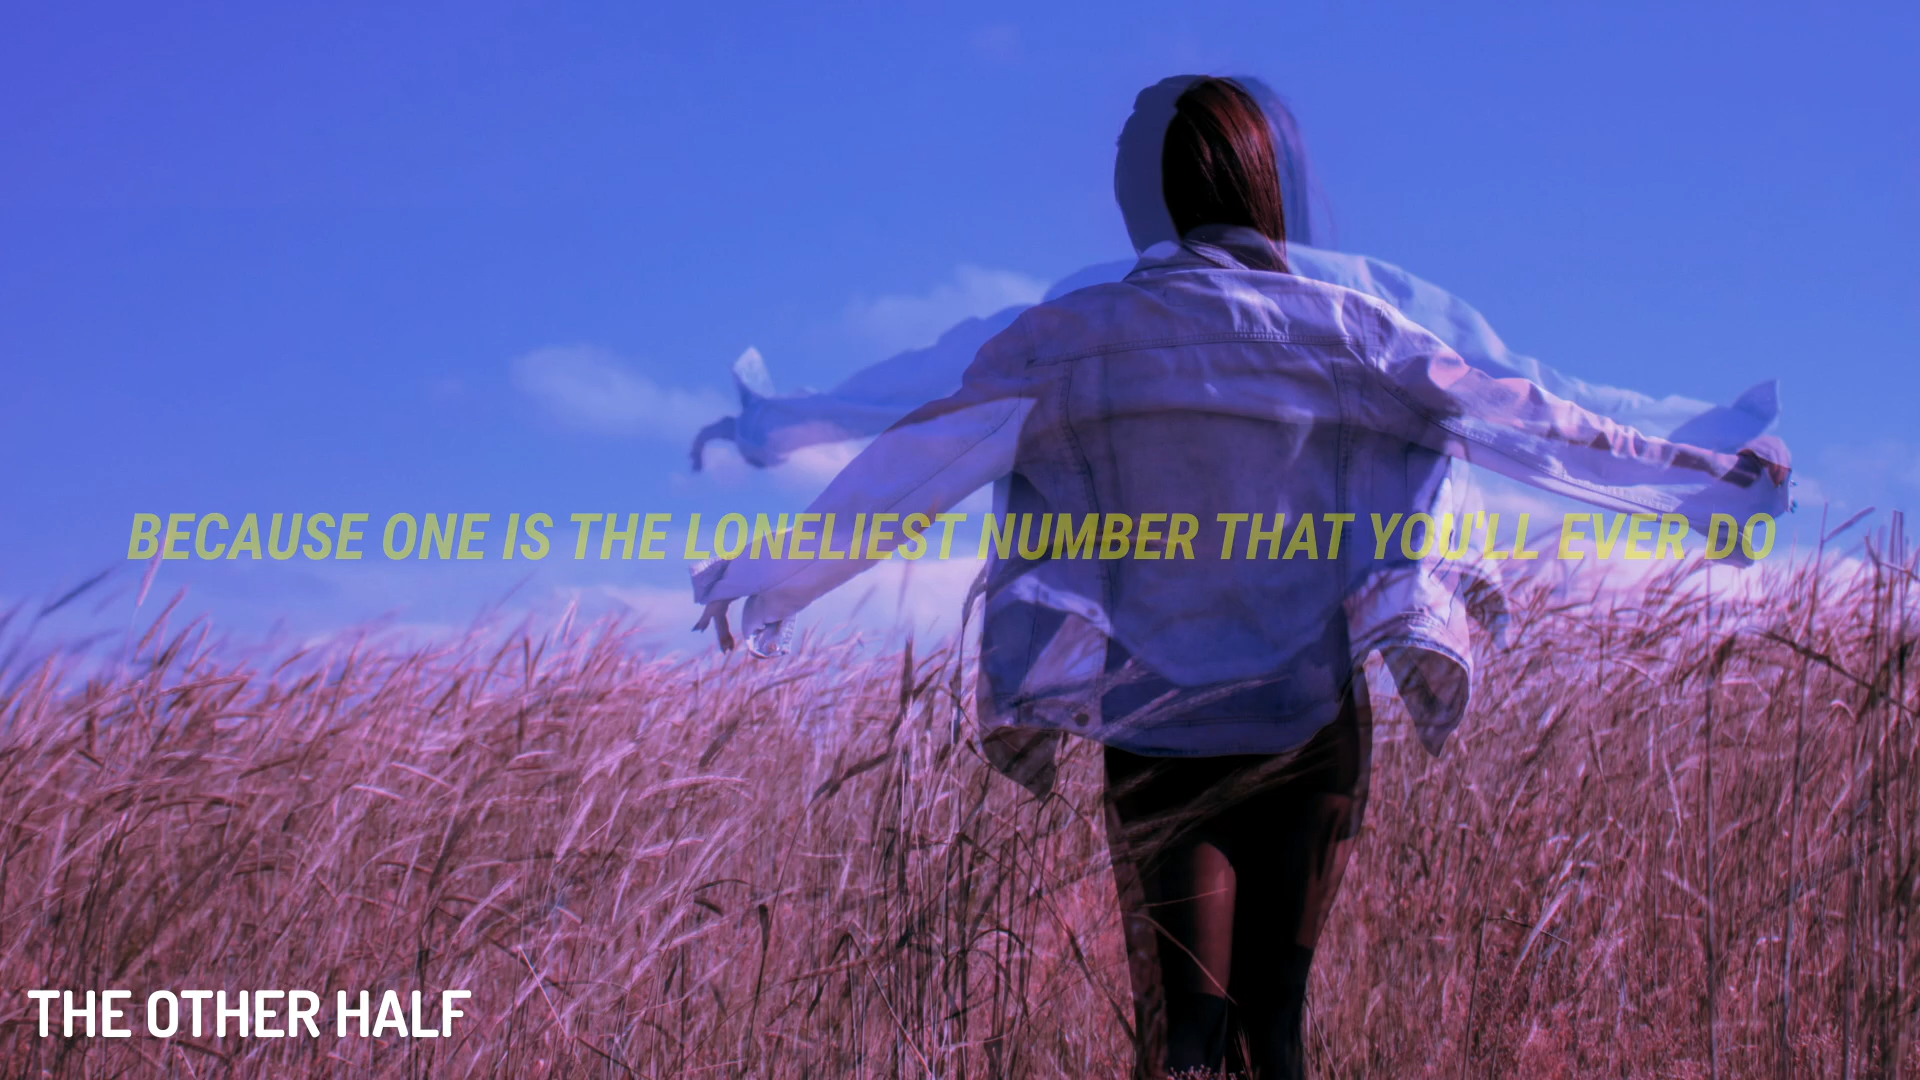 BECAUSE ONE IS THE LONELIEST NUMBER THAT YOU'LL EVER DO
THE OTHER HALF